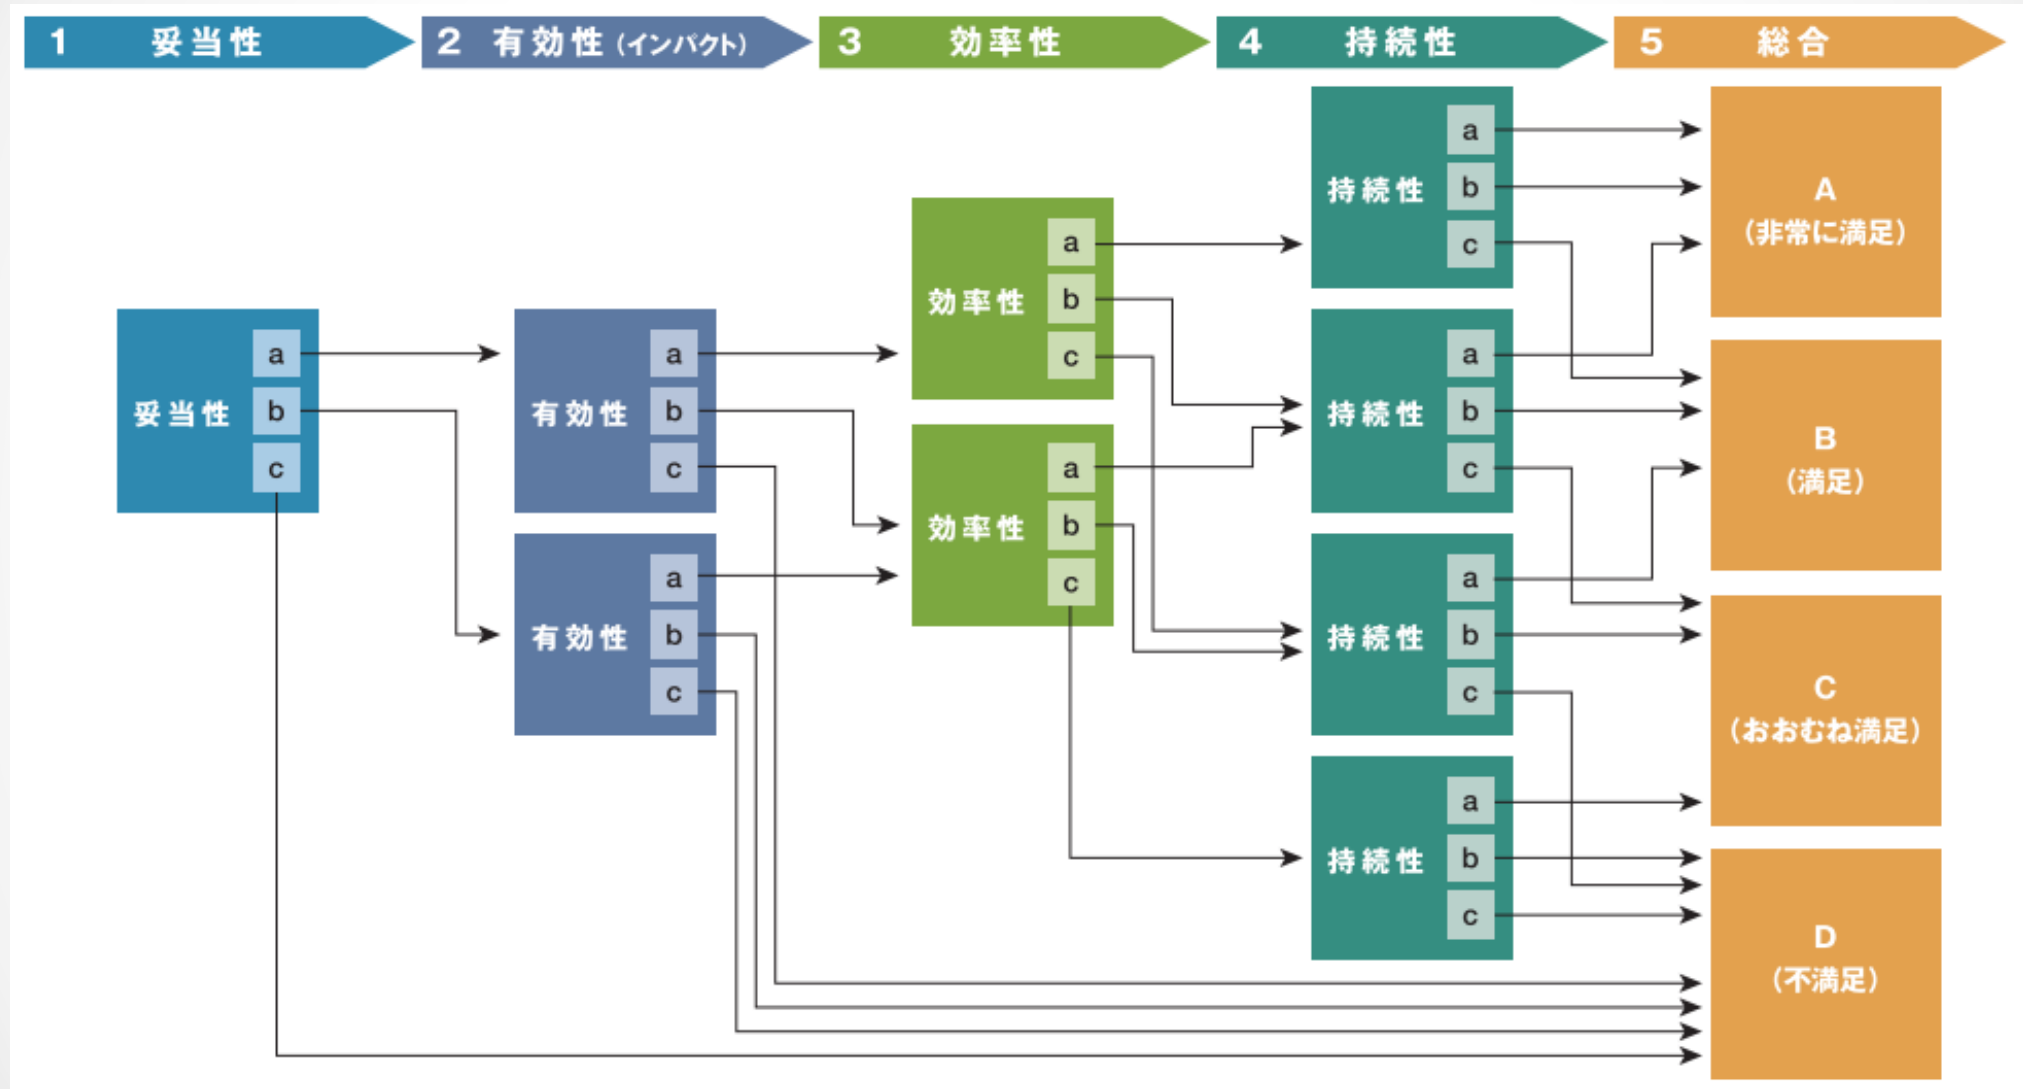 1 妥当性
2 有効性（インパクト）
3 効率性
4 持続性
5 総合
妥当性
a
b
c
有効性
a
b
c
有効性
a
b
c
効率性
a
b
c
効率性
a
b
c
持続性
a
b
c
持続性
a
b
c
持続性
a
b
c
持続性
a
b
c
A
（非常に満足）
B
（満足）
C
（おおむね満足）
D
（不満足）